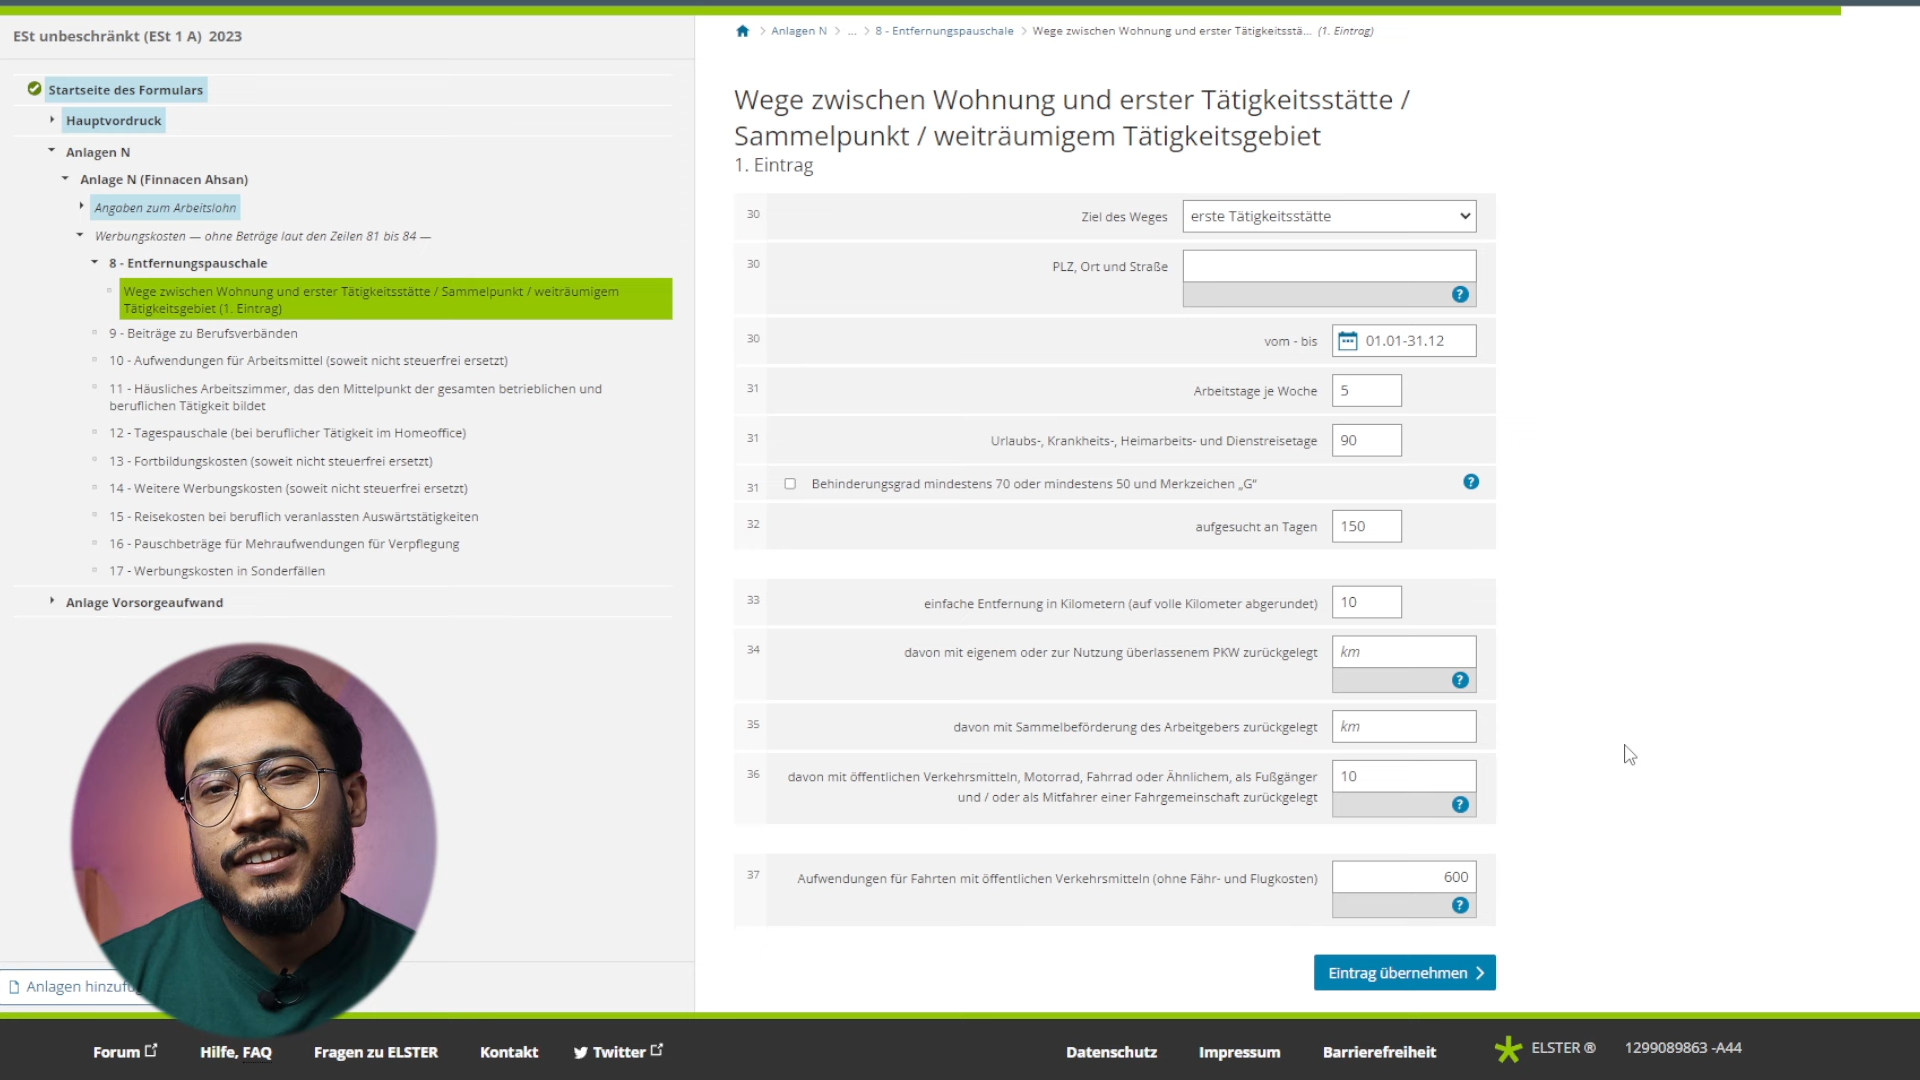 ESt unbeschränkt (ESt 1 A) 2023
Startseite des Formulars
Hauptvordruck
Anlagen N
Anlage N (Finnacen Ahsan)
Angaben zum Arbeitslohn
Werbungskosten — ohne Beträge laut den Zeilen 81 bis 84 —
8 - Entfernungspauschale
Wege zwischen Wohnung und erster Tätigkeitsstätte / Sammelpunkt / weiträumigem
Tätigkeitsgebiet (1. Eintrag)
9 - Beiträge zu Berufsverbänden
10 - Aufwendungen für Arbeitsmittel (soweit nicht steuerfrei ersetzt)
11 - Häusliches Arbeitszimmer, das den Mittelpunkt der gesamten betrieblichen und
beruflichen Tätigkeit bildet
12 - Tagespauschale (bei beruflicher Tätigkeit im Homeoffice)
13 - Fortbildungskosten (soweit nicht steuerfrei ersetzt)
14 - Weitere Werbungskosten (soweit nicht steuerfrei ersetzt)
15 - Reisekosten bei beruflich veranlassten Auswärtstätigkeiten
16 - Pauschbeträge für Mehraufwendungen für Verpflegung
17 - Werbungskosten in Sonderfällen
Anlage Vorsorgeaufwand
Anlagen
> Anlagen N > ... > 8 - Entfernungspauschale > Wege zwischen Wohnung und erster Tätigkeitsstä... (1. Eintrag)
Wege zwischen Wohnung und erster Tätigkeitsstätte /
Sammelpunkt / weiträumigem Tätigkeitsgebiet
1. Eintrag
30 Ziel des Weges erste Tätigkeitsstätte
30 PLZ, Ort und Straße
?
30 vom - bis 01.01-31.12
31 Arbeitstage je Woche 5
31 Urlaubs-, Krankheits-, Heimarbeits- und Dienstreisetage 90
31 Behinderungsgrad mindestens 70 oder mindestens 50 und Merkzeichen „G“ ?
32 aufgesucht an Tagen 150
33 einfache Entfernung in Kilometern (auf volle Kilometer abgerundet) 10
34 davon mit eigenem oder zur Nutzung überlassenem PKW zurückgelegt km
?
35 davon mit Sammelbeförderung des Arbeitgebers zurückgelegt km
36 davon mit öffentlichen Verkehrsmitteln, Motorrad, Fahrrad oder Ähnlichem, als Fußgänger 10
und / oder als Mitfahrer einer Fahrgemeinschaft zurückgelegt ?
37 Aufwendungen für Fahrten mit öffentlichen Verkehrsmitteln (ohne Fähr- und Flugkosten) 600
?
Eintrag übernehmen >
Forum Hilfe, FAQ Fragen zu ELSTER Kontakt Twitter Datenschutz Impressum Barrierefreiheit ELSTER ® 1299089863 -A44